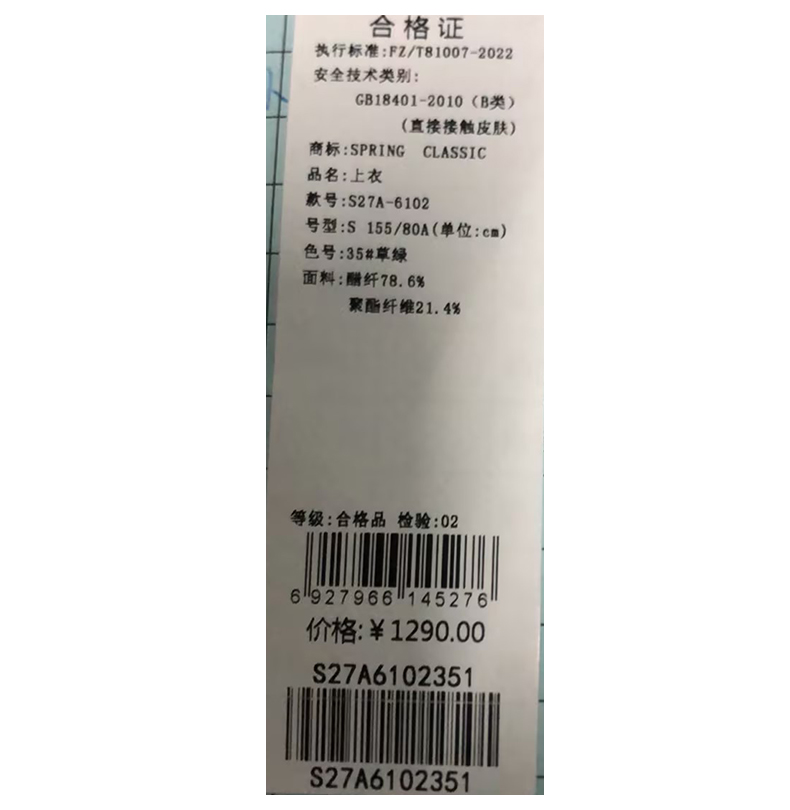 合格证
执行标准:FZ/T81007-2022
安全技术类别:
GB18401-2010（B类）
(直接接触皮肤)
商标:SPRING CLASSIC
品名:上衣
款号:S27A-6102
号型:S 155/80A(单位:cm)
色号:35#草绿
面料:醋纤78.6%
聚酯纤维21.4%
等级:合格品 检验:02
6 927966 145276
价格:￥1290.00
S27A6102351
S27A6102351